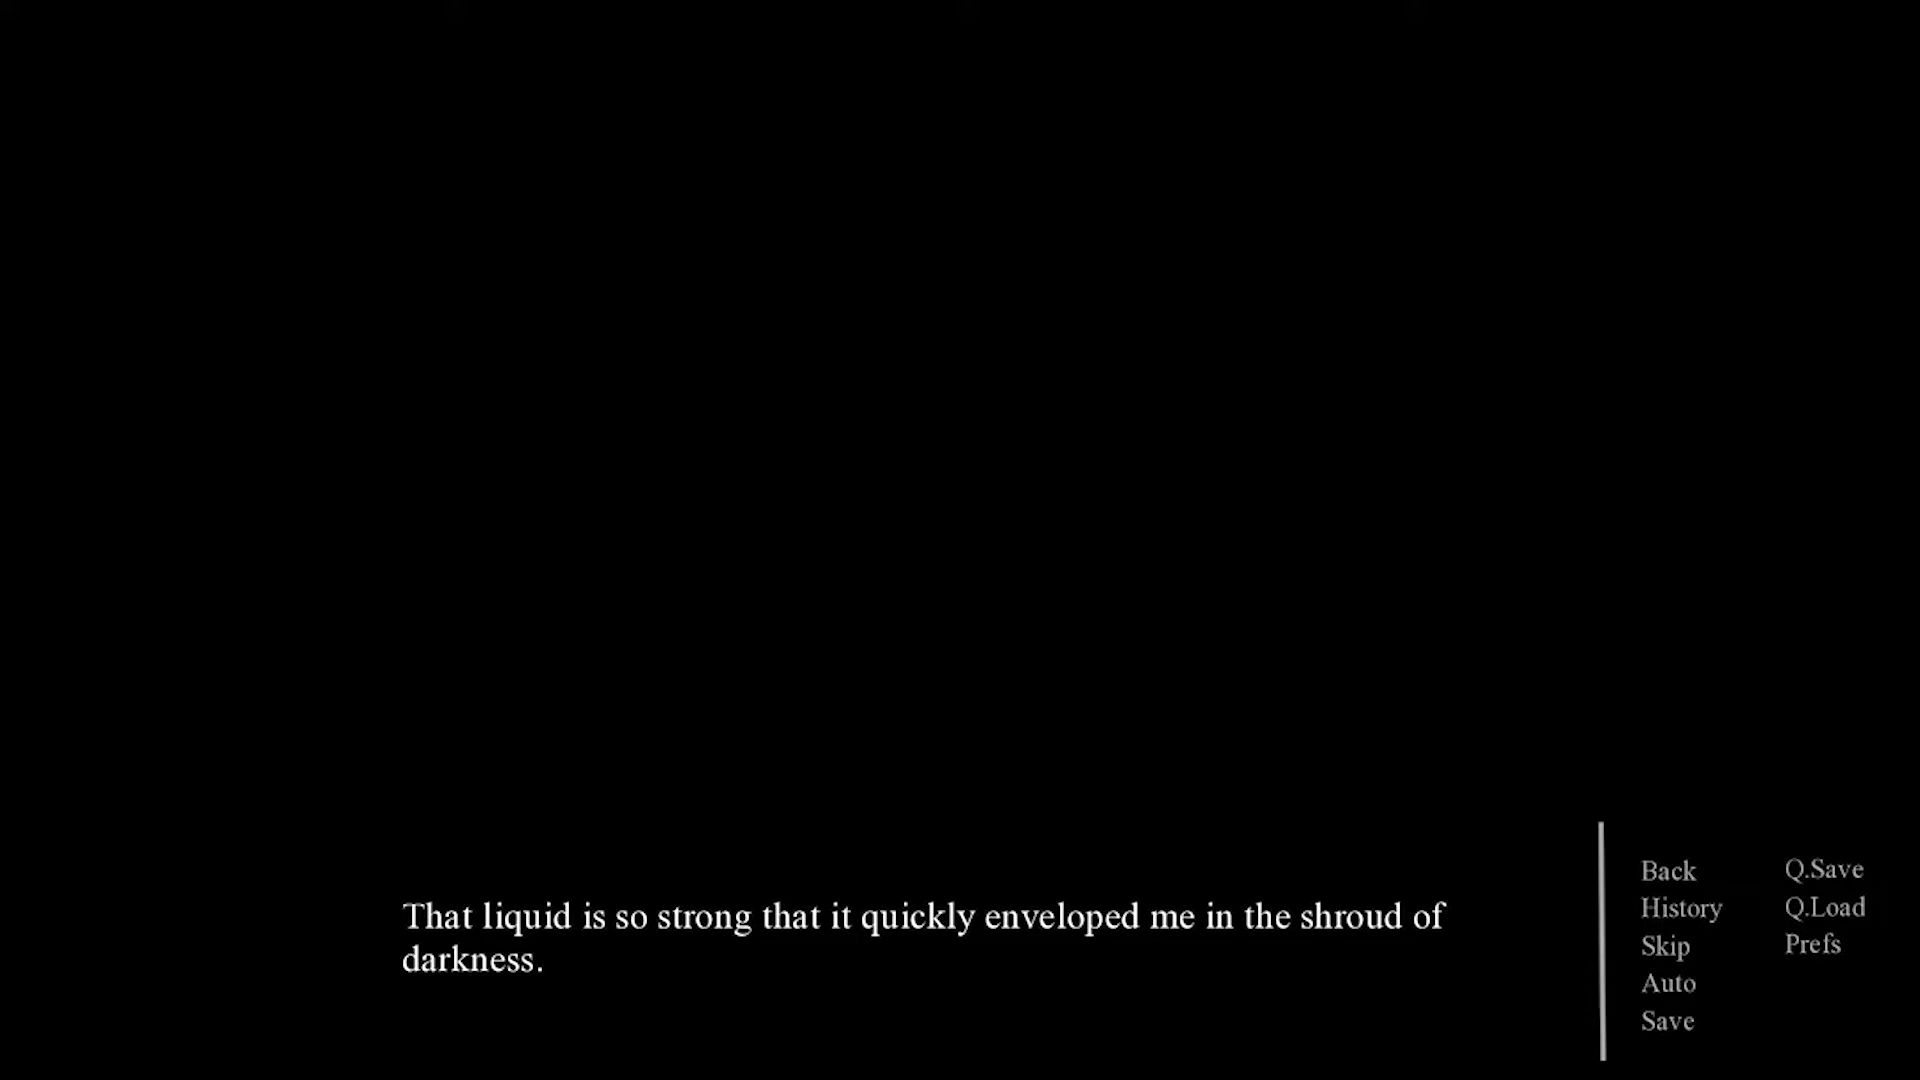 That liquid is so strong that it quickly enveloped me in the shroud of
darkness.
Back
History
Skip
Auto
Save
Q.Save
Q.Load
Prefs